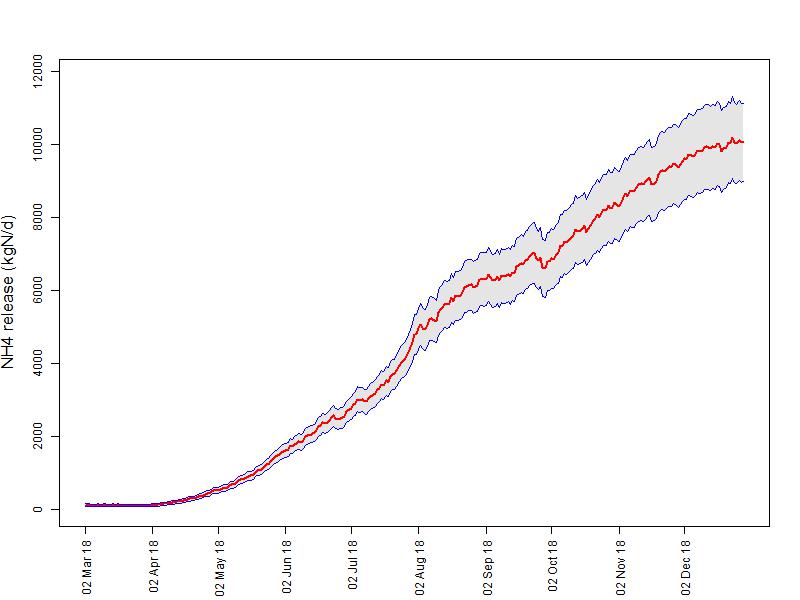 12000
10000
8000
6000
4000
2000
0
NH4 release (kgN/d)
02 Mar 18
02 Apr 18
02 May 18
02 Jun 18
02 Jul 18
02 Aug 18
02 Sep 18
02 Oct 18
02 Nov 18
02 Dec 18